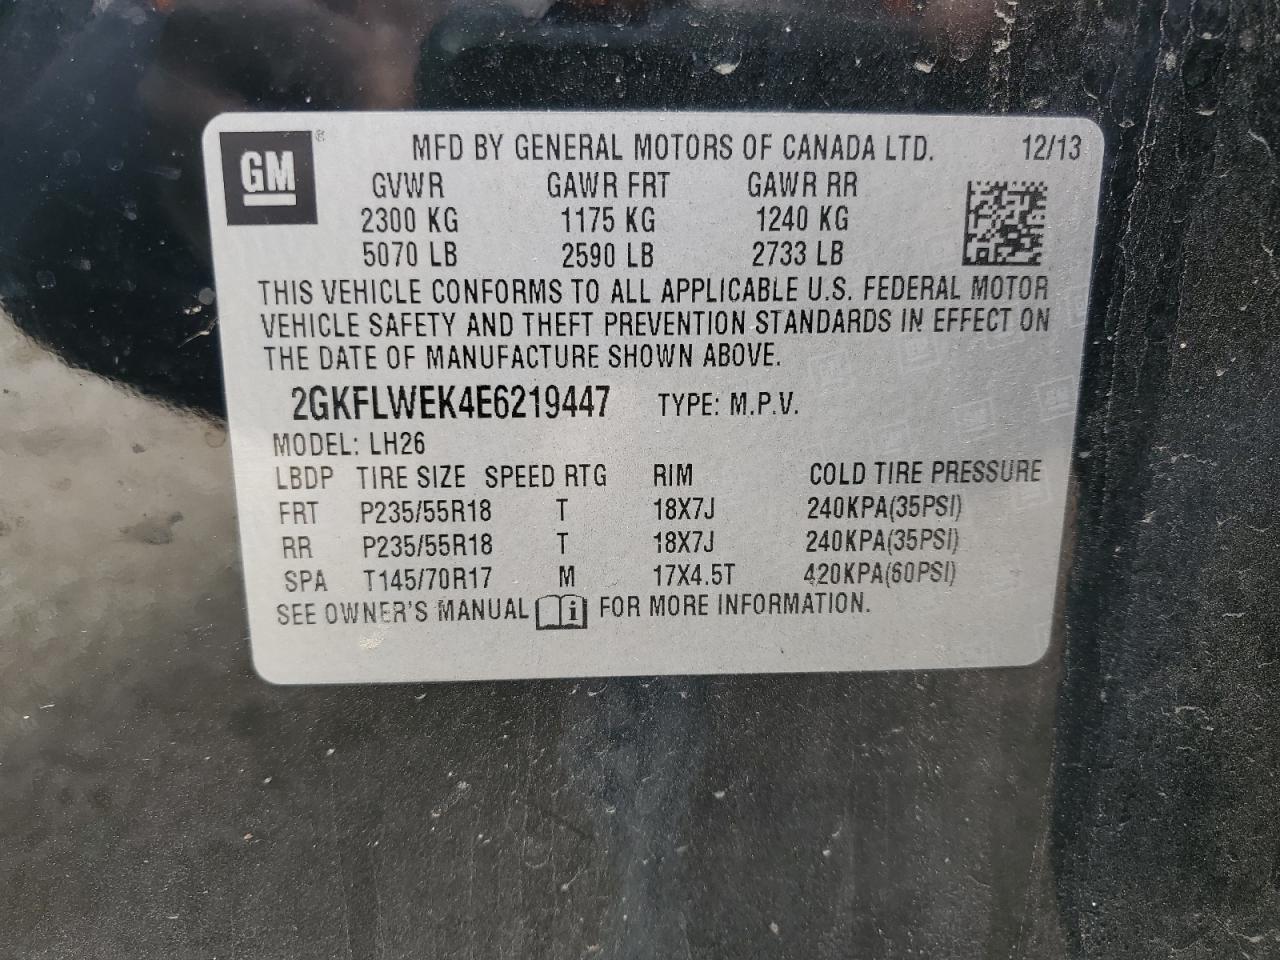 GM ® MFD BY GENERAL MOTORS OF CANADA LTD. 12/13
GVWR GAWR FRT GAWR RR
2300 KG 1175 KG 1240 KG
5070 LB 2590 LB 2733 LB
THIS VEHICLE CONFORMS TO ALL APPLICABLE U.S. FEDERAL MOTOR
VEHICLE SAFETY AND THEFT PREVENTION STANDARDS IN EFFECT ON
THE DATE OF MANUFACTURE SHOWN ABOVE.
2GKFLWEK4E6219447 TYPE: M.P.V.
MODEL: LH26
LBDP TIRE SIZE SPEED RTG RIM COLD TIRE PRESSURE
FRT P235/55R18 T 18X7J 240KPA(35PSI)
RR P235/55R18 T 18X7J 240KPA(35PSI)
SPA T145/70R17 M 17X4.5T 420KPA(60PSI)
SEE OWNER'S MANUAL i FOR MORE INFORMATION.